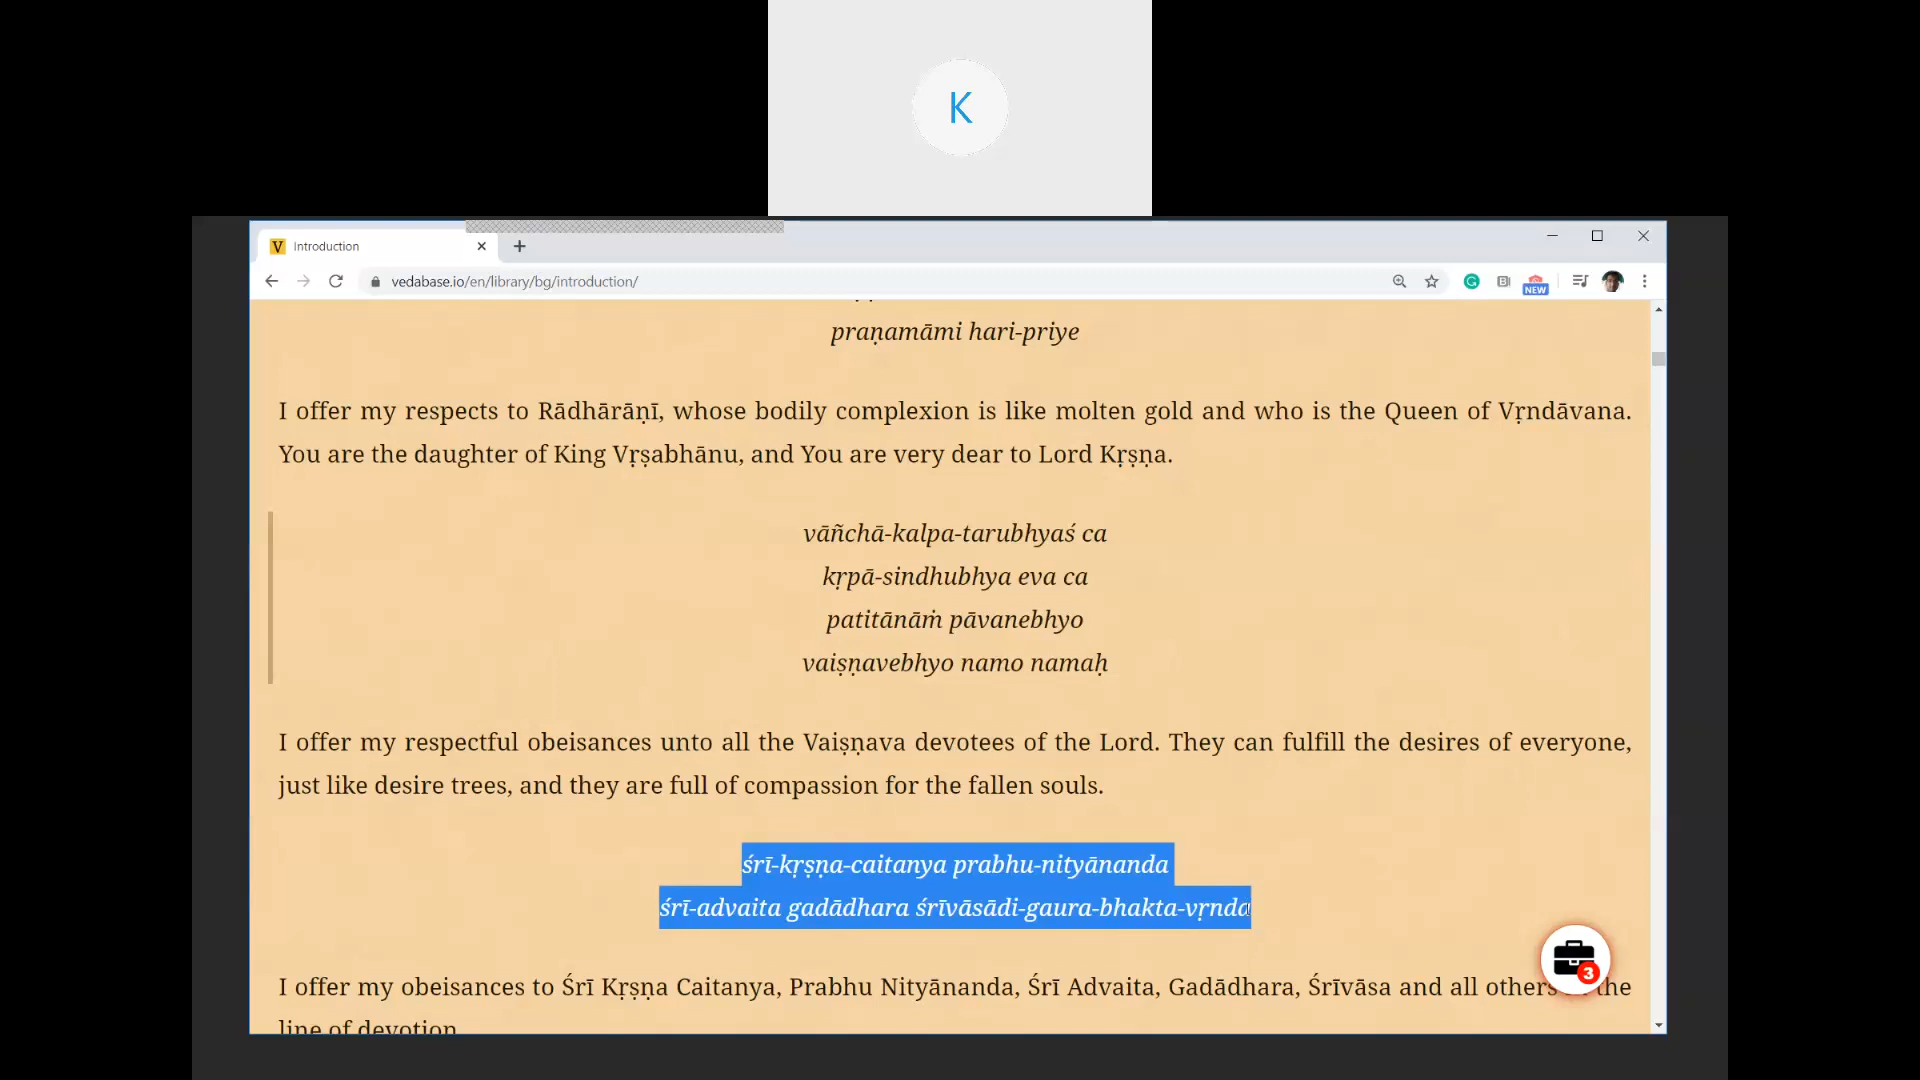 K
Introduction
vedabase.io/en/library/bg/introduction/
NEW
praṇamāmi hari-priye
I offer my respects to Rādhārāṇī, whose bodily complexion is like molten gold and who is the Queen of Vṛndāvana.
You are the daughter of King Vṛṣabhānu, and You are very dear to Lord Kṛṣṇa.
vāñchā-kalpa-tarubhyaś ca
kṛpā-sindhubhya eva ca
patitānāṁ pāvanebhyo
vaiṣṇavebhyo namo namaḥ
I offer my respectful obeisances unto all the Vaiṣṇava devotees of the Lord. They can fulfill the desires of everyone,
just like desire trees, and they are full of compassion for the fallen souls.
śrī-kṛṣṇa-caitanya prabhu-nityānanda
śrī-advaita gadādhara śrīvāsādi-gaura-bhakta-vṛnda
3
I offer my obeisances to Śrī Kṛṣṇa Caitanya, Prabhu Nityānanda, Śrī Advaita, Gadādhara, Śrīvāsa and all others the
line of devotion